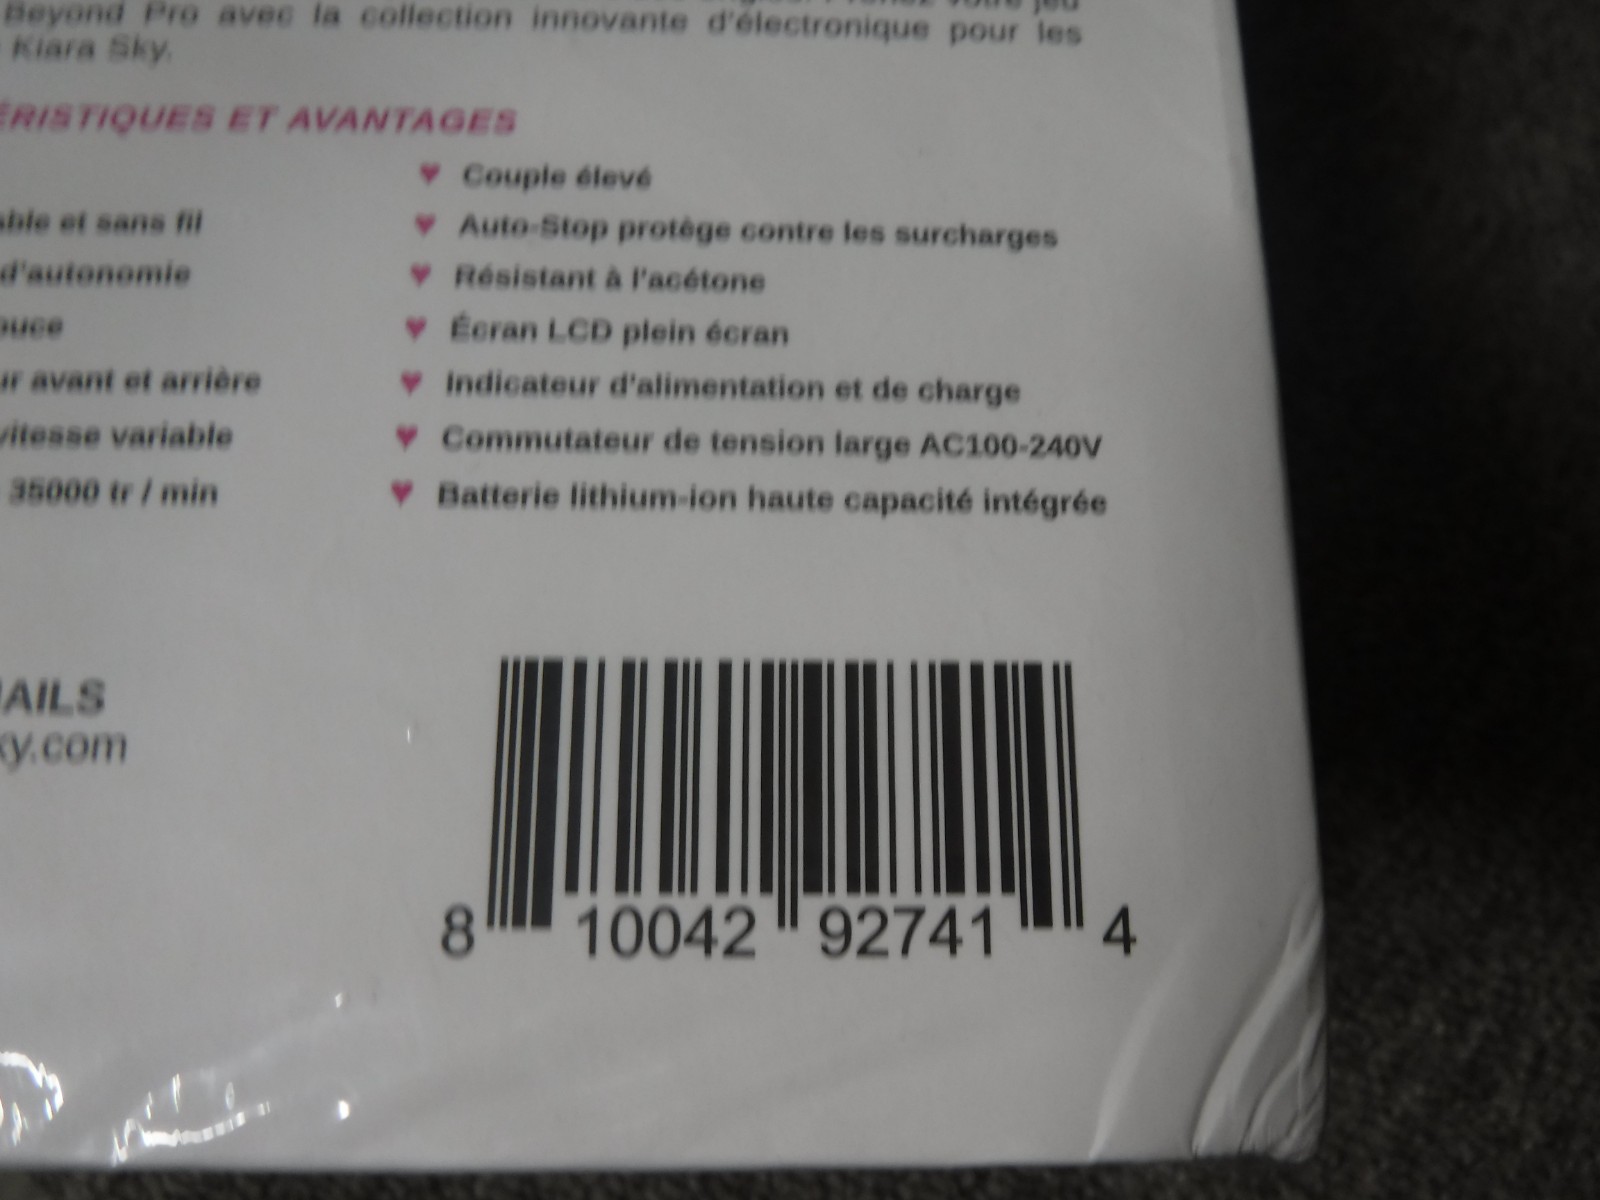 Beyond Pro avec la collection innovante d'électronique pour les
Kiara Sky.
ÉRISTIQUES ET AVANTAGES
Couple élevé
able et sans fil
Auto-Stop protège contre les surcharges
d'autonomie
Résistant à l'acétone
ouce
Écran LCD plein écran
ur avant et arrière
Indicateur d'alimentation et de charge
vitesse variable
Commutateur de tension large AC100-240V
35000 tr / min
Batterie lithium-ion haute capacité intégrée
NAILS
ky.com
8 10042 92741 4